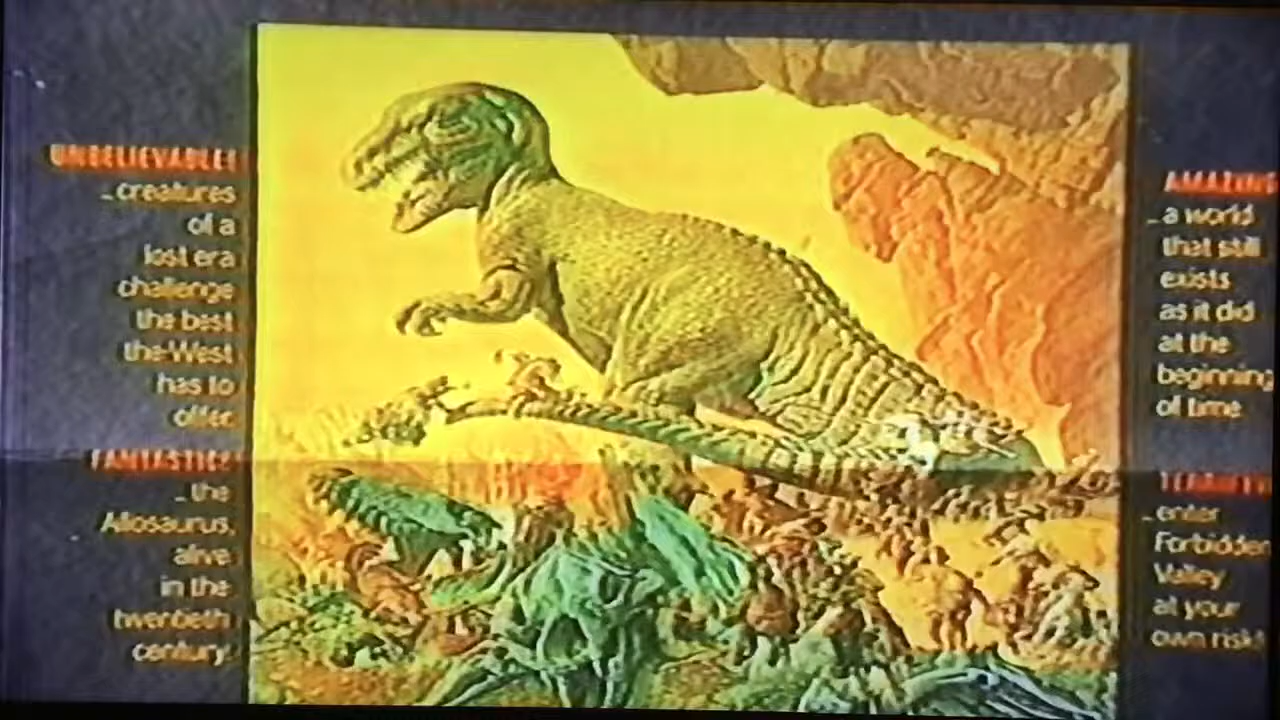 UNBELIEVABLE!
...creatures
of a
lost era
challenge
the best
the West
has to
offer.
FANTASTIC!
...the
Allosaurus,
alive
in the
twentieth
century.
AMAZING
...a world
that still
exists
as it did
at the
beginning
of time.
TERRIFYI
...enter
Forbidden
Valley
at your
own risk!